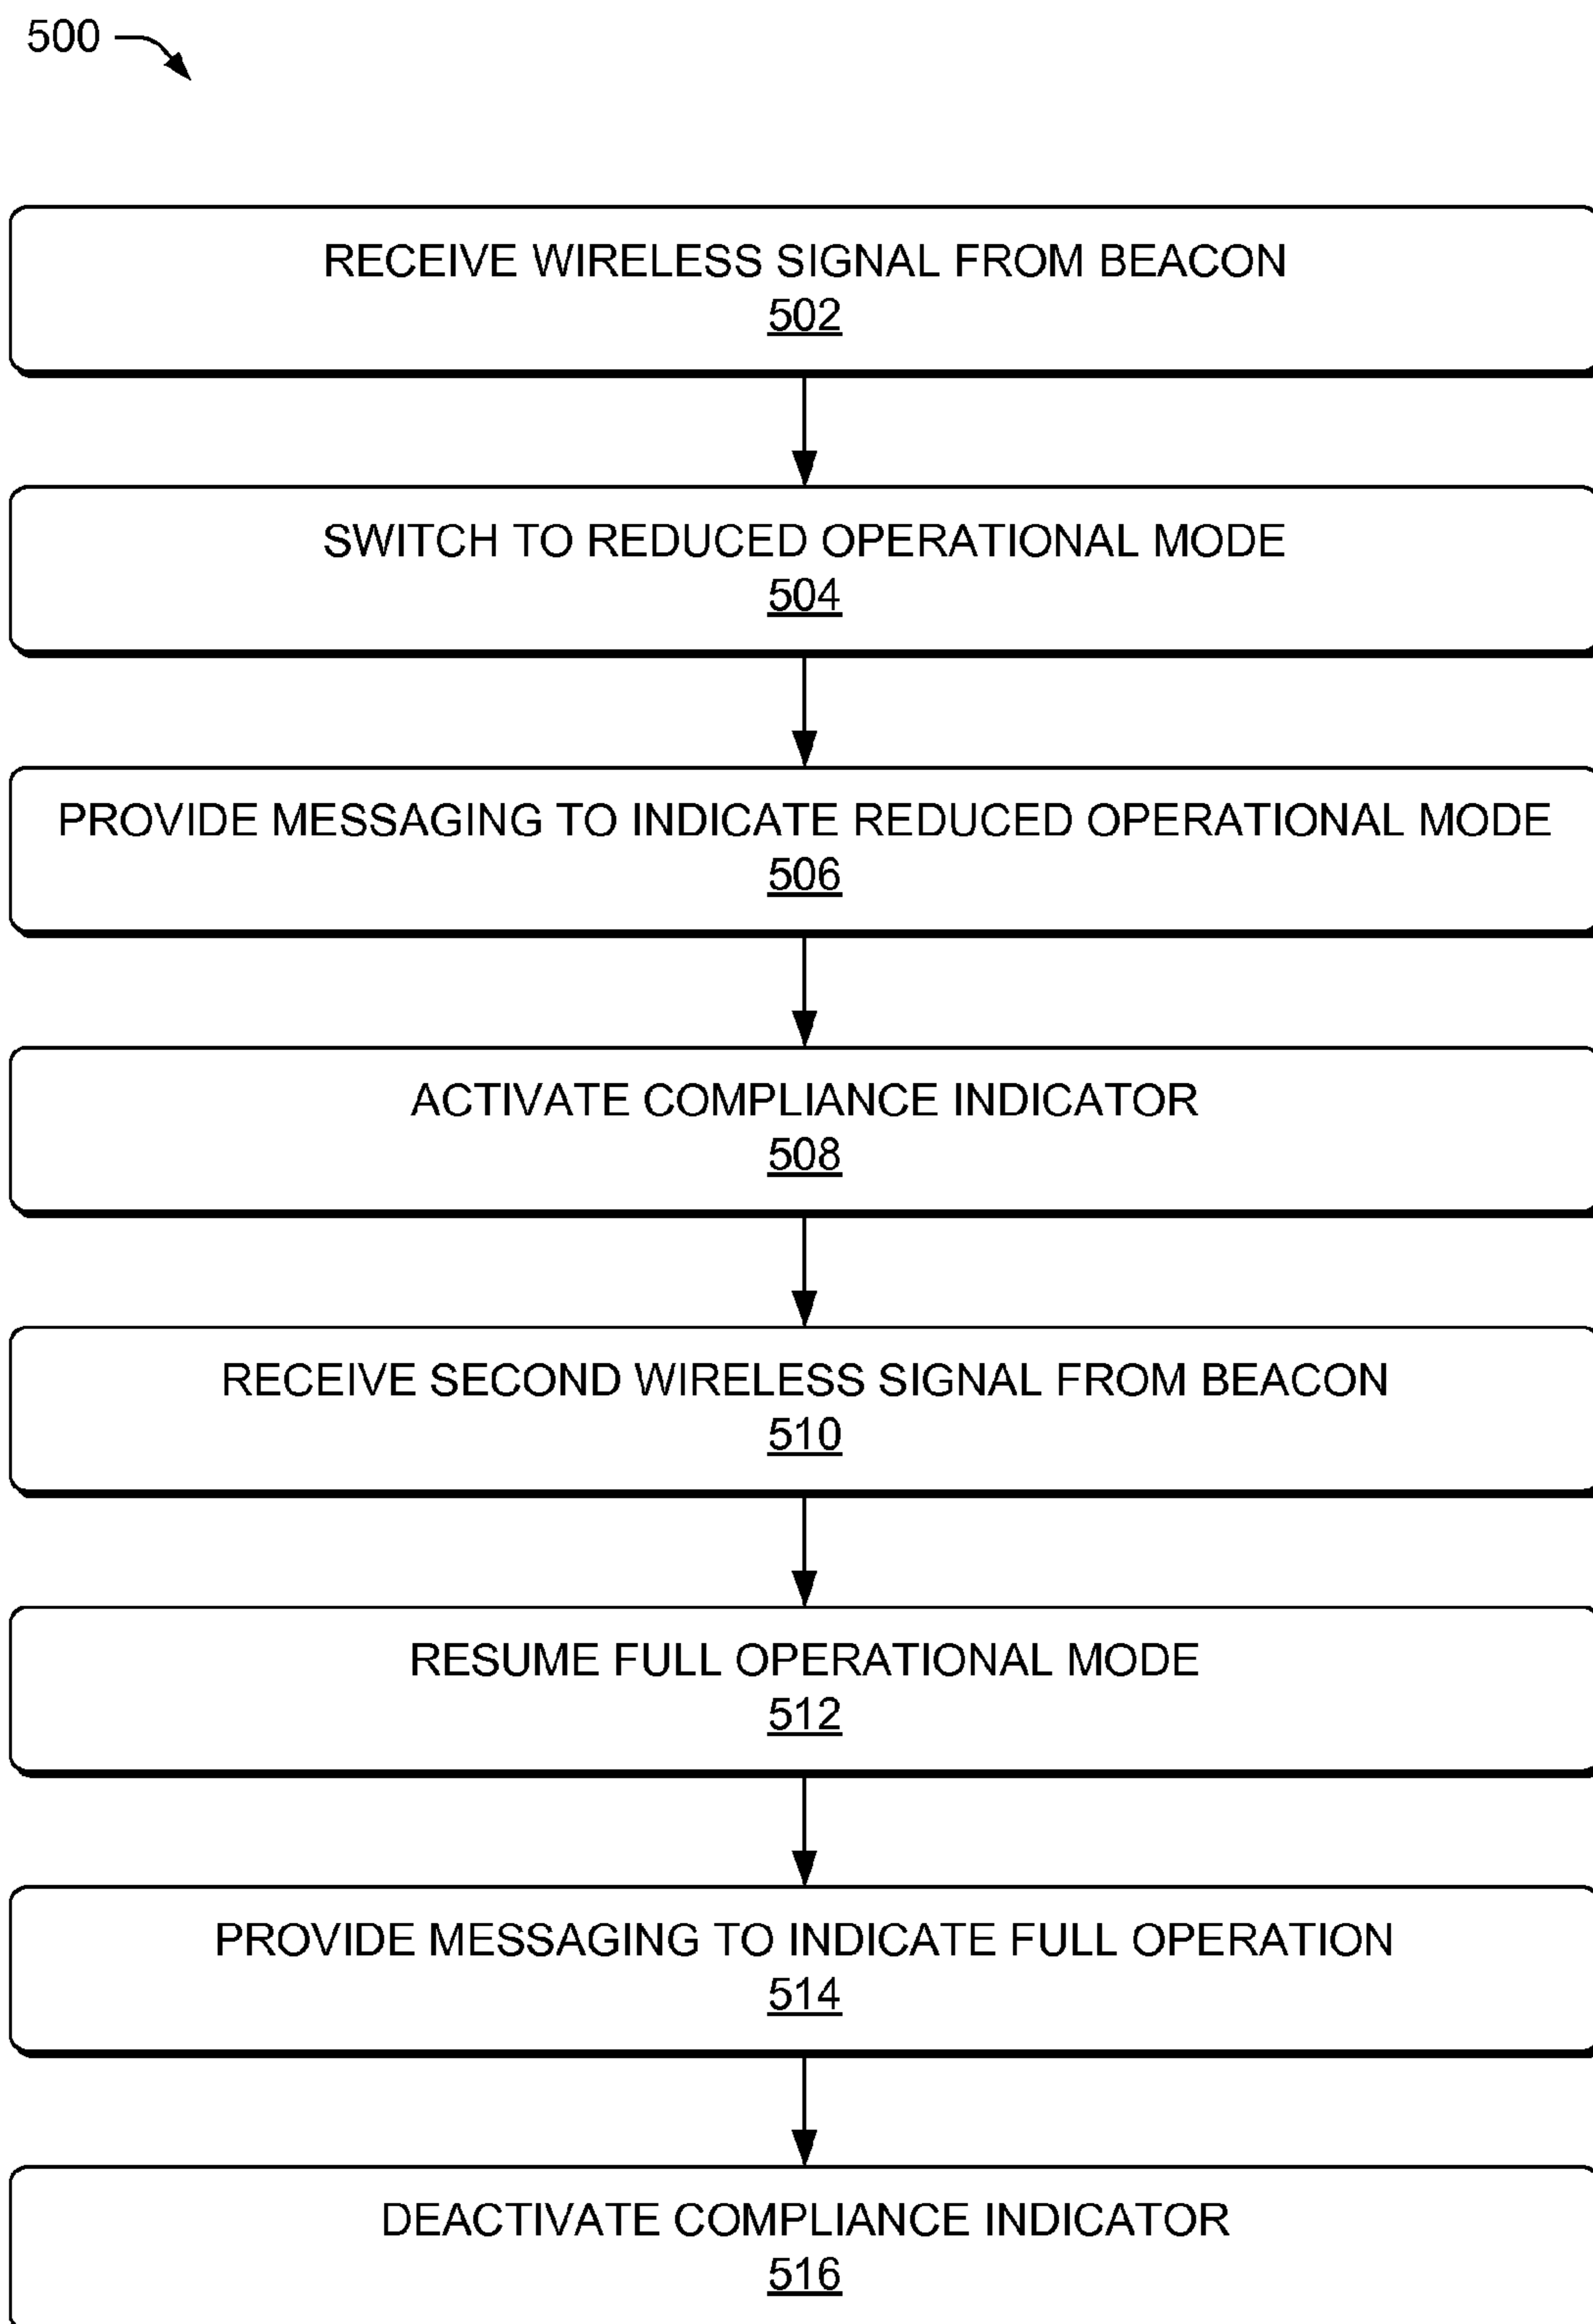 500
RECEIVE WIRELESS SIGNAL FROM BEACON
502
SWITCH TO REDUCED OPERATIONAL MODE
504
PROVIDE MESSAGING TO INDICATE REDUCED OPERATIONAL MODE
506
ACTIVATE COMPLIANCE INDICATOR
508
RECEIVE SECOND WIRELESS SIGNAL FROM BEACON
510
RESUME FULL OPERATIONAL MODE
512
PROVIDE MESSAGING TO INDICATE FULL OPERATION
514
DEACTIVATE COMPLIANCE INDICATOR
516